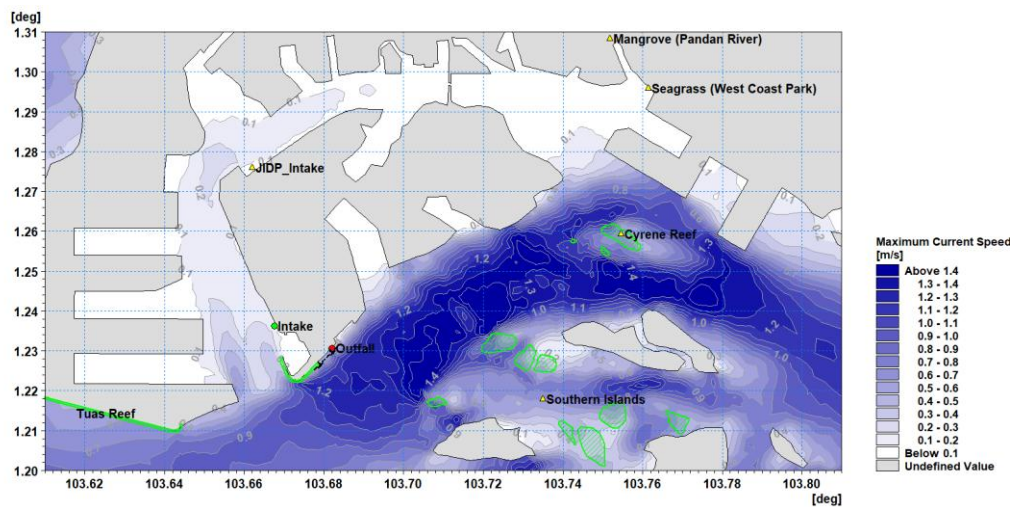 [deg]
1.31
1.30
1.29
1.28
1.27
1.26
1.25
1.24
1.23
1.22
1.21
1.20
Mangrove (Pandan River)
Seagrass (West Coast Park)
JIDP_Intake
Cyrene Reef
Intake
Outfall
Southern Islands
Tuas Reef
103.62
103.64
103.66
103.68
103.70
103.72
103.74
103.76
103.78
103.80
[deg]
Maximum Current Speed
[m/s]
Above 1.4
1.3 - 1.4
1.2 - 1.3
1.1 - 1.2
1.0 - 1.1
0.9 - 1.0
0.8 - 0.9
0.7 - 0.8
0.6 - 0.7
0.5 - 0.6
0.4 - 0.5
0.3 - 0.4
0.2 - 0.3
0.1 - 0.2
Below 0.1
Undefined Value